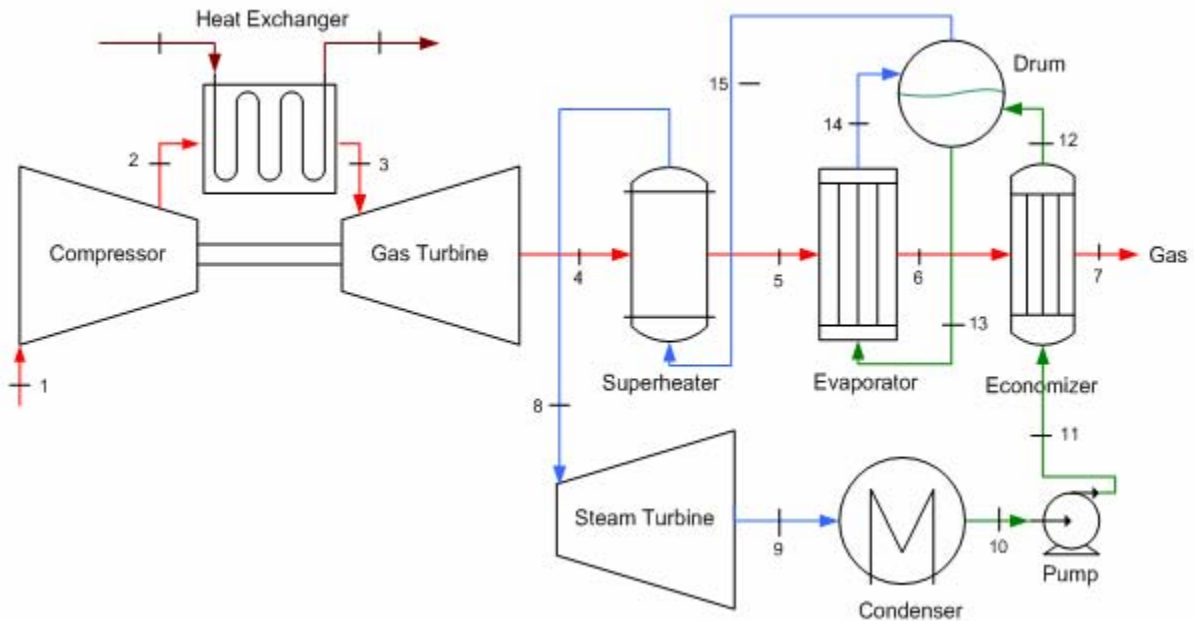 Heat Exchanger
Drum
15
14
12
2
3
Compressor
Gas Turbine
4
5
6
7
Gas
13
1
Superheater
Evaporator
Economizer
8
11
Steam Turbine
9
10
Pump
Condenser